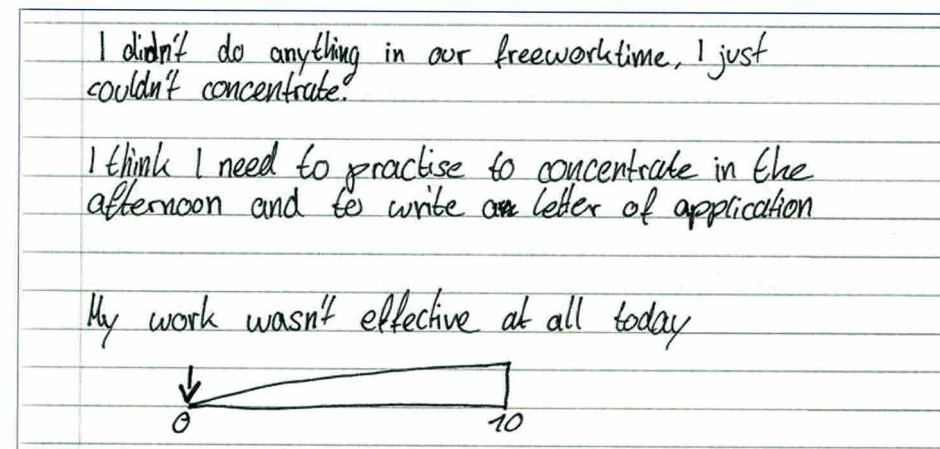 I didn't do anything in our freeworktime, I just
couldn't concentrate.
I think I need to practise to concentrate in the
afternoon and to write a letter of application
My work wasn't effective at all today
0 10